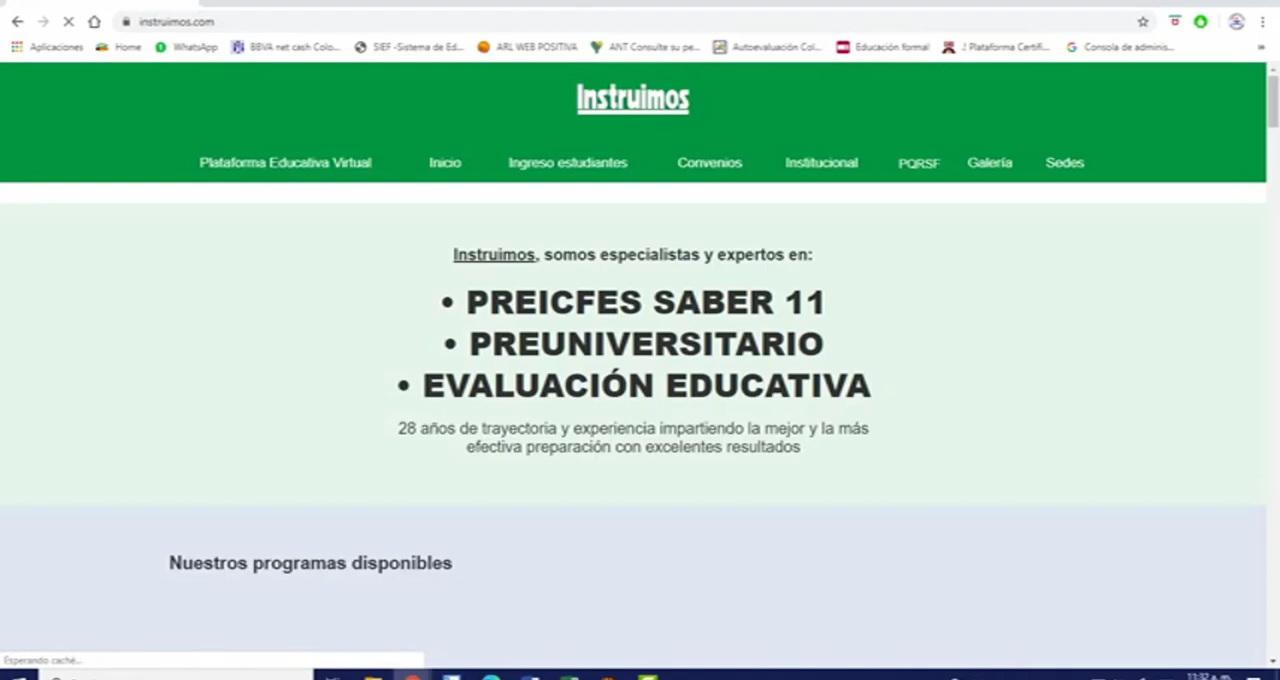 instruimos.com
Aplicaciones Home WhatsApp BBVA net cash Colo... SIEF -Sistema de Ed... ARL WEB POSITIVA ANT Consulte su pe... Autoevaluación Col... Educación formal .: Plataforma Certifi... Consola de adminis... »
Instruimos
Plataforma Educativa Virtual Inicio Ingreso estudiantes Convenios Institucional PQRSF Galería Sedes
Instruimos, somos especialistas y expertos en:
• PREICFES SABER 11
• PREUNIVERSITARIO
• EVALUACIÓN EDUCATIVA
28 años de trayectoria y experiencia impartiendo la mejor y la más
efectiva preparación con excelentes resultados
Nuestros programas disponibles
Esperando caché...